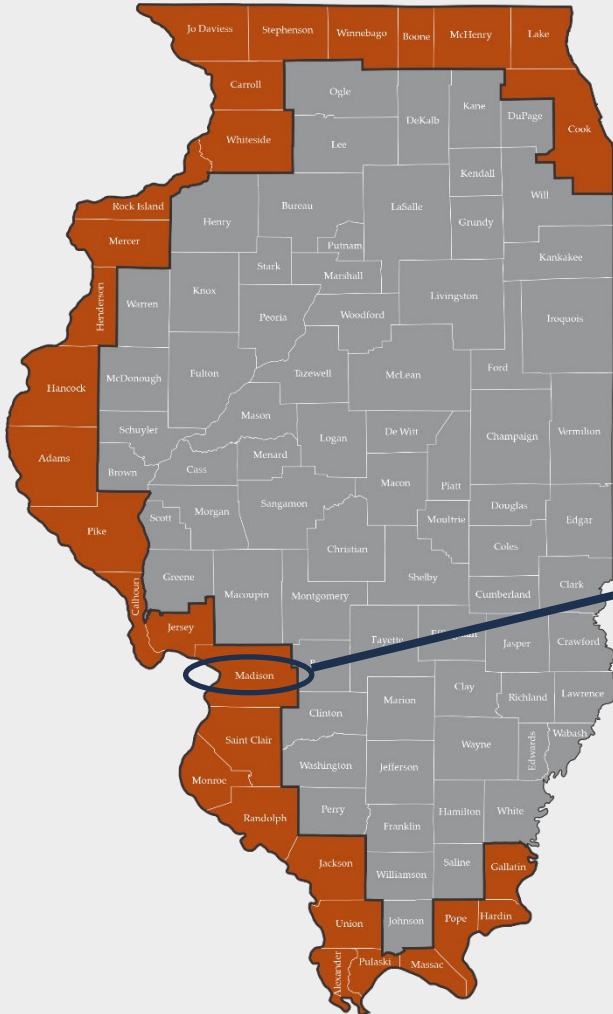 Jo Daviess
Stephenson
Winnebago
Boone
McHenry
Lake
Carroll
Ogle
DeKalb
Kane
DuPage
Cook
Whiteside
Lee
Kendall
Will
Rock Island
Henry
Bureau
LaSalle
Grundy
Mercer
Putnam
Kankakee
Stark
Marshall
Henderson
Warren
Knox
Peoria
Woodford
Livingston
Iroquois
Hancock
McDonough
Fulton
Tazewell
McLean
Ford
Mason
Schuyler
Logan
De Witt
Champaign
Vermilion
Adams
Brown
Cass
Menard
Macon
Piatt
Pike
Scott
Morgan
Sangamon
Christian
Moultrie
Douglas
Edgar
Coles
Calhoun
Greene
Macoupin
Montgomery
Shelby
Cumberland
Clark
Jersey
Fayette
Jasper
Crawford
Madison
Clay
Richland
Lawrence
Clinton
Marion
Saint Clair
Wayne
Edwards
Wabash
Monroe
Washington
Jefferson
Randolph
Perry
Franklin
Hamilton
White
Jackson
Williamson
Saline
Gallatin
Union
Johnson
Pope
Hardin
Alexander
Pulaski
Massac